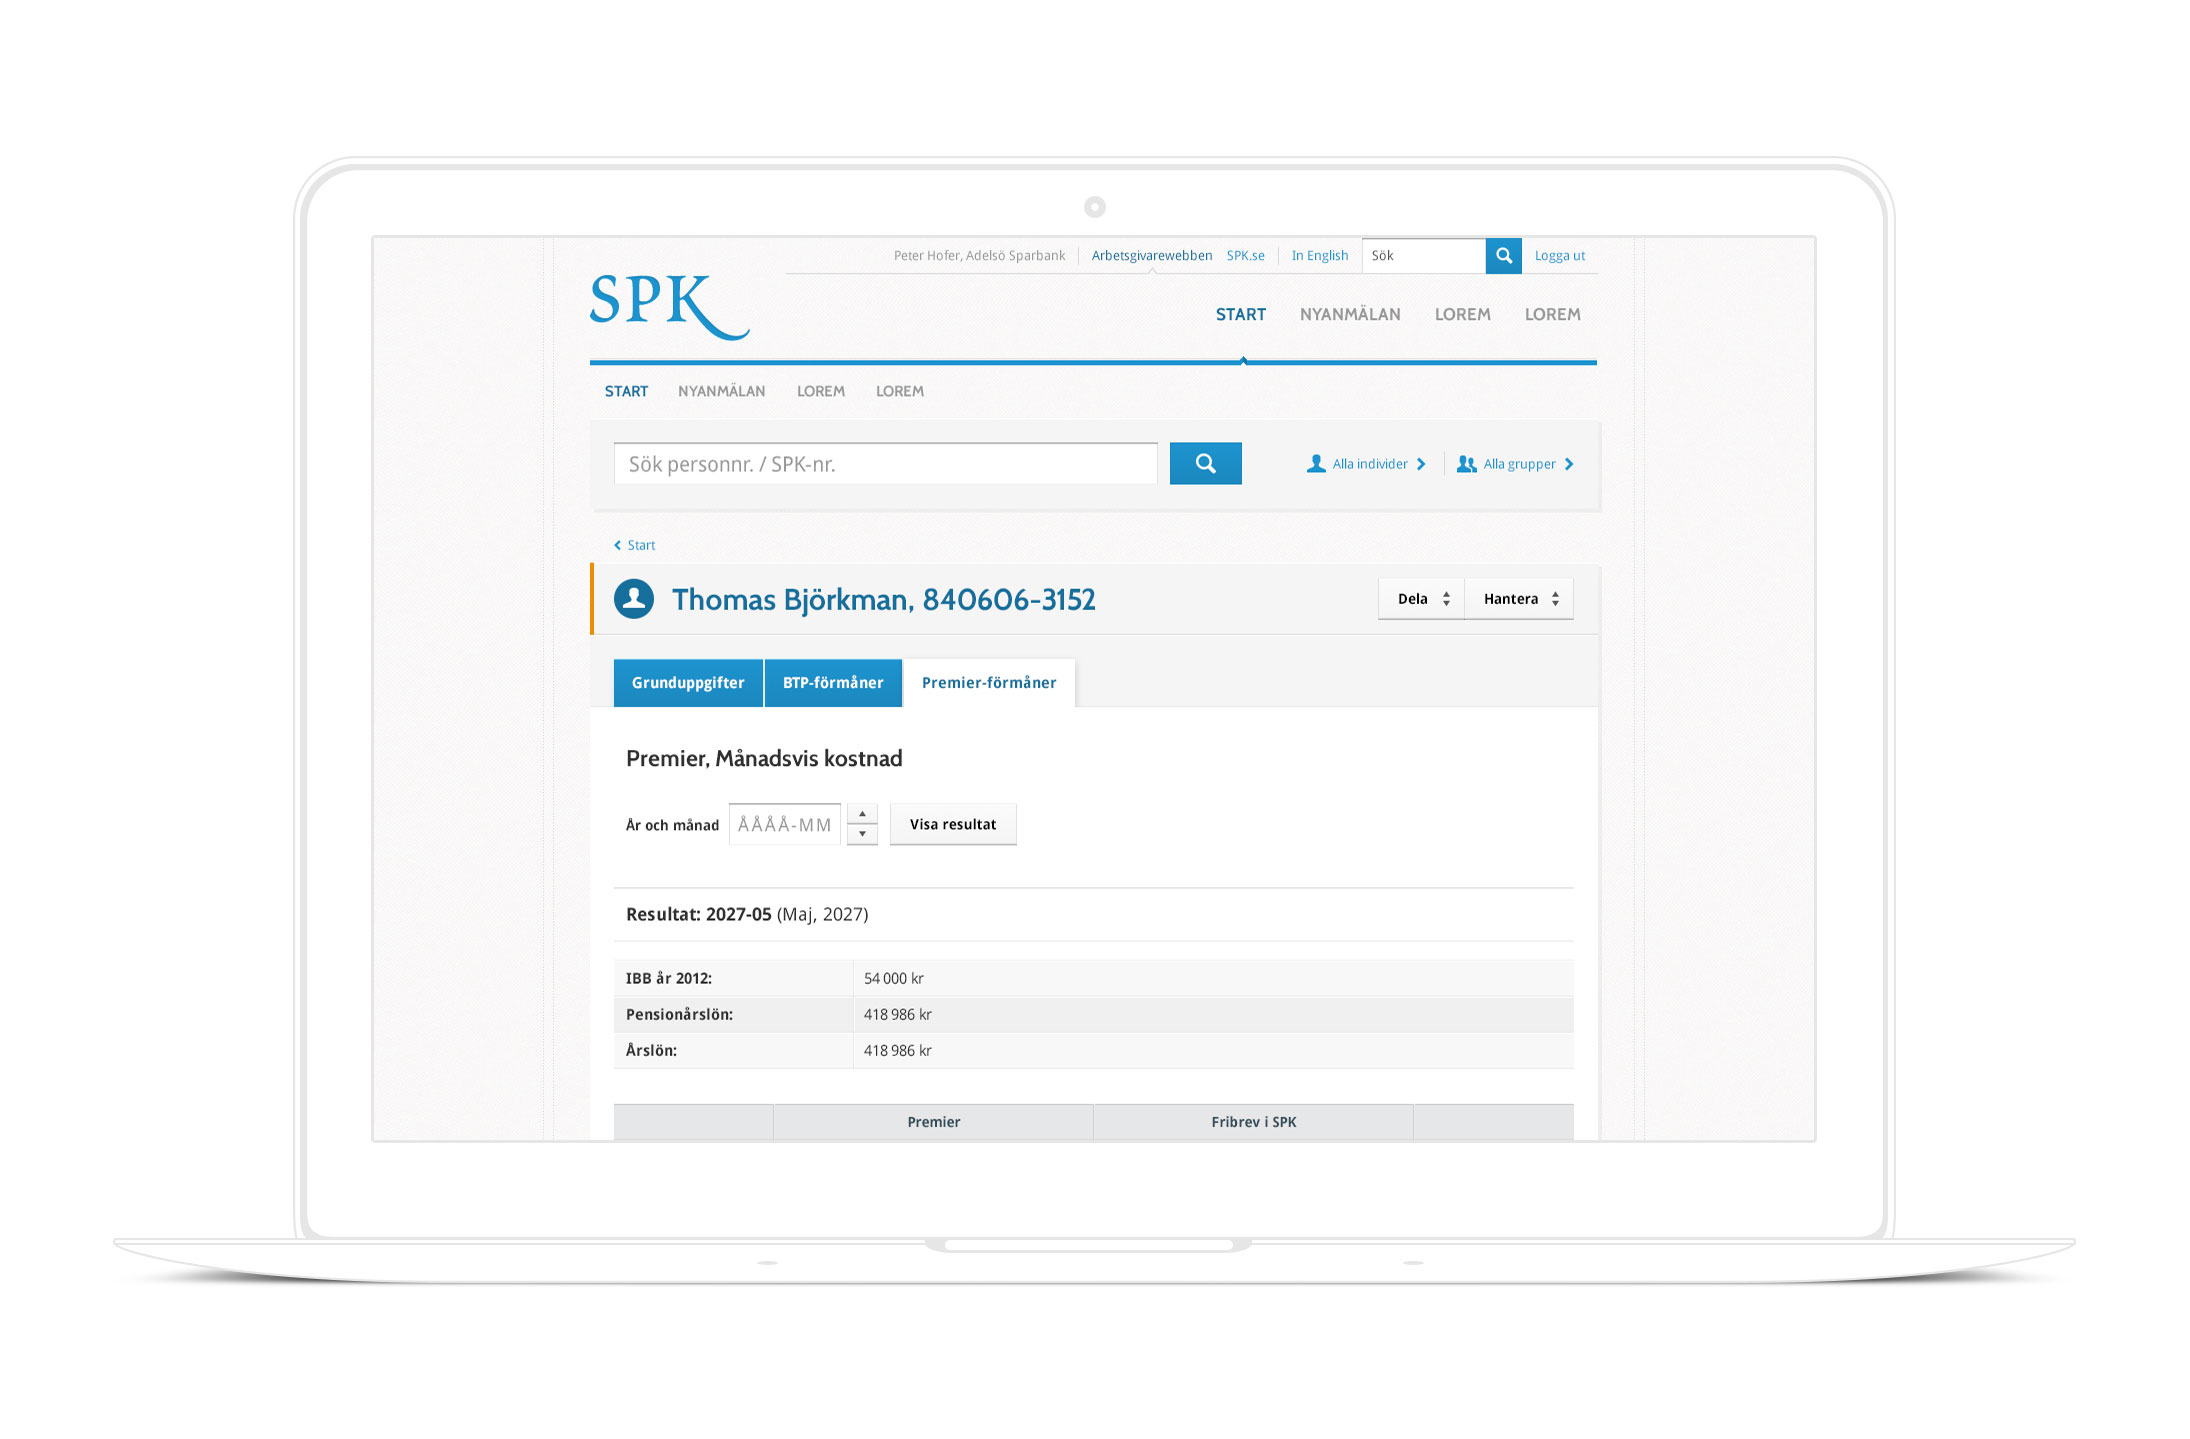 Peter Hofer, Adelsö Sparbank Arbetsgivarewebben SPK.se In English Sök Logga ut
SPK
START NYANMÄLAN LOREM LOREM
START NYANMÄLAN LOREM LOREM
Sök personnr. / SPK-nr. Alla individer Alla grupper
Start
Thomas Björkman, 840606-3152 Dela Hantera
Grunduppgifter BTP-förmåner Premier-förmåner
Premier, Månadsvis kostnad
År och månad ÅÅÅÅ-MM Visa resultat
Resultat: 2027-05 (Maj, 2027)
IBB år 2012: 54 000 kr
Pensionårslön: 418 986 kr
Årslön: 418 986 kr
Premier Fribrev i SPK